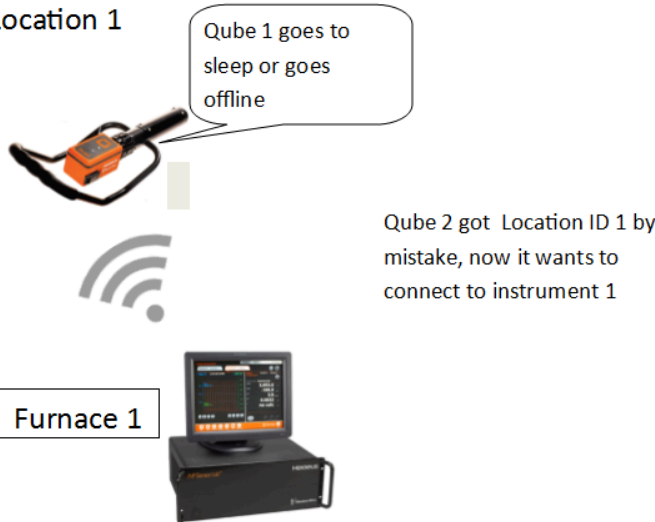 Location 1
Qube 1 goes to
sleep or goes
offline
Qube 2 got Location ID 1 by
mistake, now it wants to
connect to instrument 1
Furnace 1